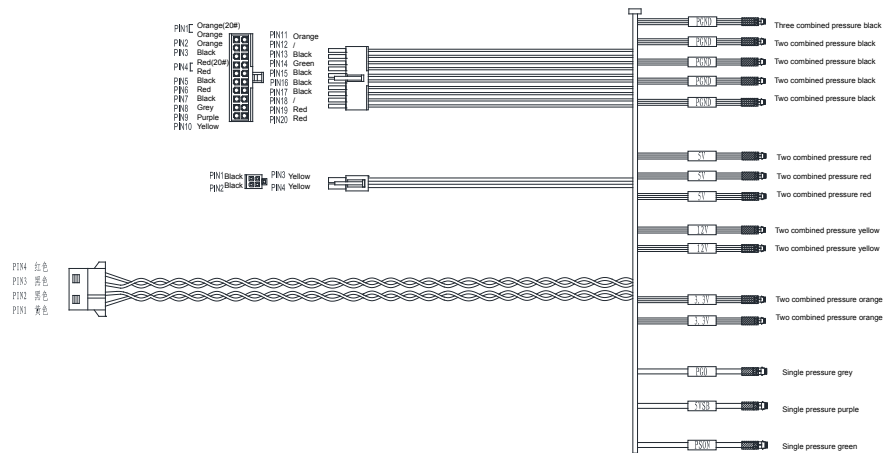 PIN1 Orange(20#)
Orange
PIN2 Orange
PIN3 Black
PIN4 Red(20#)
Red
PIN5 Black
PIN6 Red
PIN7 Black
PIN8 Grey
PIN9 Purple
PIN10 Yellow
PIN11 Orange
PIN12 /
PIN13 Black
PIN14 Green
PIN15 Black
PIN16 Black
PIN17 Black
PIN18 /
PIN19 Red
PIN20 Red
PIN1 Black
PIN2 Black
PIN3 Yellow
PIN4 Yellow
PIN4 红色
PIN3 黑色
PIN2 黑色
PIN1 黄色
PGND Three combined pressure black
PGND Two combined pressure black
PGND Two combined pressure black
PGND Two combined pressure black
PGND Two combined pressure black
5V Two combined pressure red
5V Two combined pressure red
5V Two combined pressure red
12V Two combined pressure yellow
12V Two combined pressure yellow
3.3V Two combined pressure orange
3.3V Two combined pressure orange
PGO Single pressure grey
5VSB Single pressure purple
PSON Single pressure green